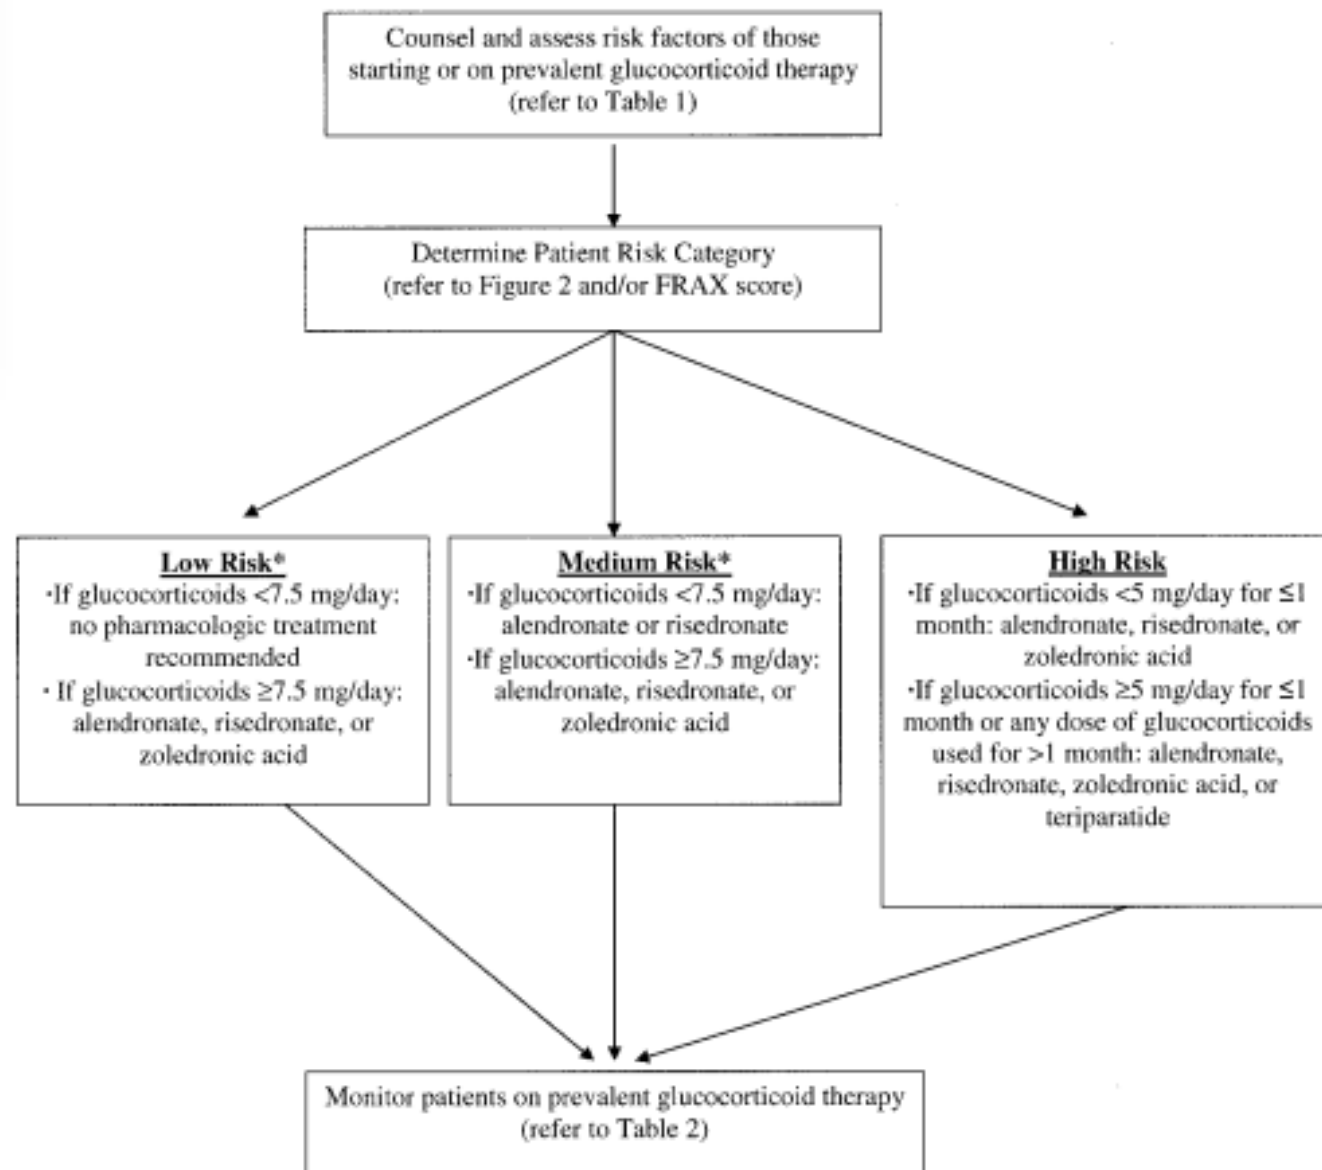 Counsel and assess risk factors of those
starting or on prevalent glucocorticoid therapy
(refer to Table 1)
Determine Patient Risk Category
(refer to Figure 2 and/or FRAX score)
Low Risk*
·If glucocorticoids <7.5 mg/day:
no pharmacologic treatment
recommended
· If glucocorticoids ≥7.5 mg/day:
alendronate, risedronate, or
zoledronic acid
Medium Risk*
·If glucocorticoids <7.5 mg/day:
alendronate or risedronate
·If glucocorticoids ≥7.5 mg/day:
alendronate, risedronate, or
zoledronic acid
High Risk
·If glucocorticoids <5 mg/day for ≤1
month: alendronate, risedronate, or
zoledronic acid
·If glucocorticoids ≥5 mg/day for ≤1
month or any dose of glucocorticoids
used for >1 month: alendronate,
risedronate, zoledronic acid, or
teriparatide
Monitor patients on prevalent glucocorticoid therapy
(refer to Table 2)